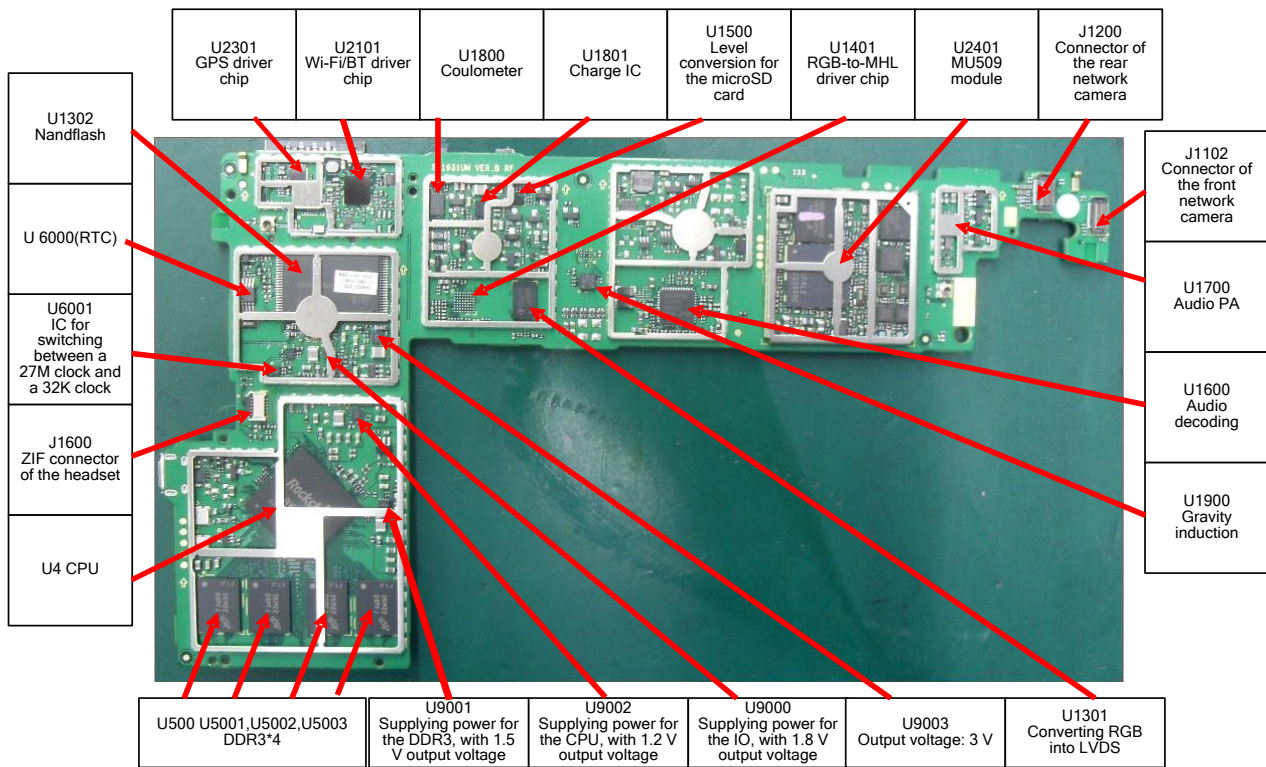 U2301
GPS driver
chip
U2101
Wi-Fi/BT driver
chip
U1800
Coulometer
U1801
Charge IC
U1500
Level
conversion for
the microSD
card
U1401
RGB-to-MHL
driver chip
U2401
MU509
module
J1200
Connector of
the rear
network
camera
U1302
Nandflash
U 6000(RTC)
U6001
IC for
switching
between a
27M clock and
a 32K clock
J1600
ZIF connector
of the headset
U4 CPU
J1102
Connector of
the front
network
camera
U1700
Audio PA
U1600
Audio
decoding
U1900
Gravity
induction
VER.B RF
Rockch
U500 U5001,U5002,U5003
DDR3*4
U9001
Supplying power for
the DDR3, with 1.5
V output voltage
U9002
Supplying power for
the CPU, with 1.2 V
output voltage
U9000
Supplying power for
the IO, with 1.8 V
output voltage
U9003
Output voltage: 3 V
U1301
Converting RGB
into LVDS